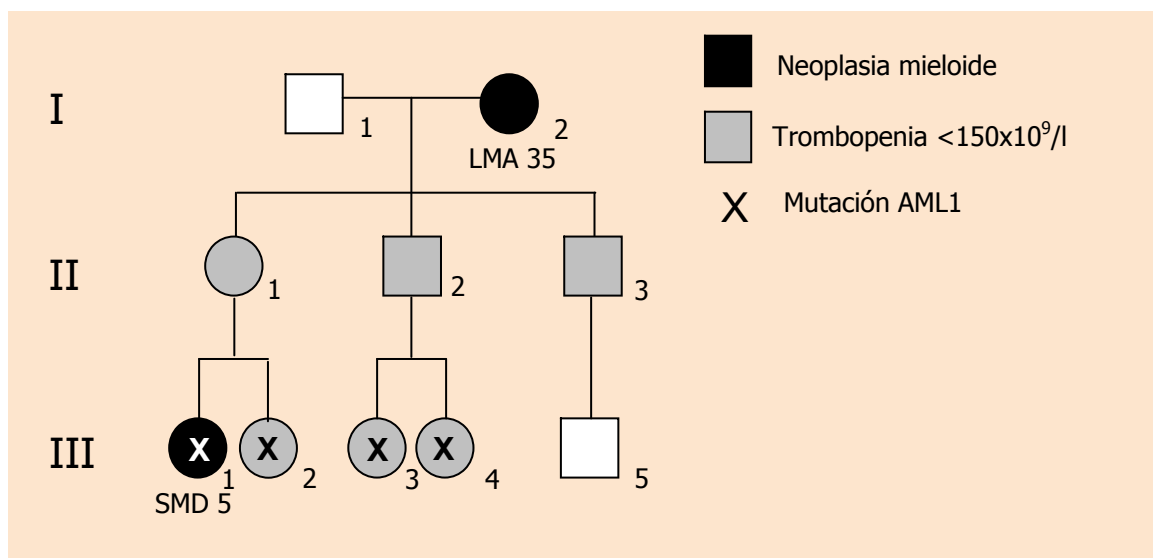 I
1
2
LMA 35
Neoplasia mieloide
Trombopenia <150x10⁹/l
X Mutación AML1
II
1
2
3
III
X
1
X
2
X
3
X
4
5
SMD 5